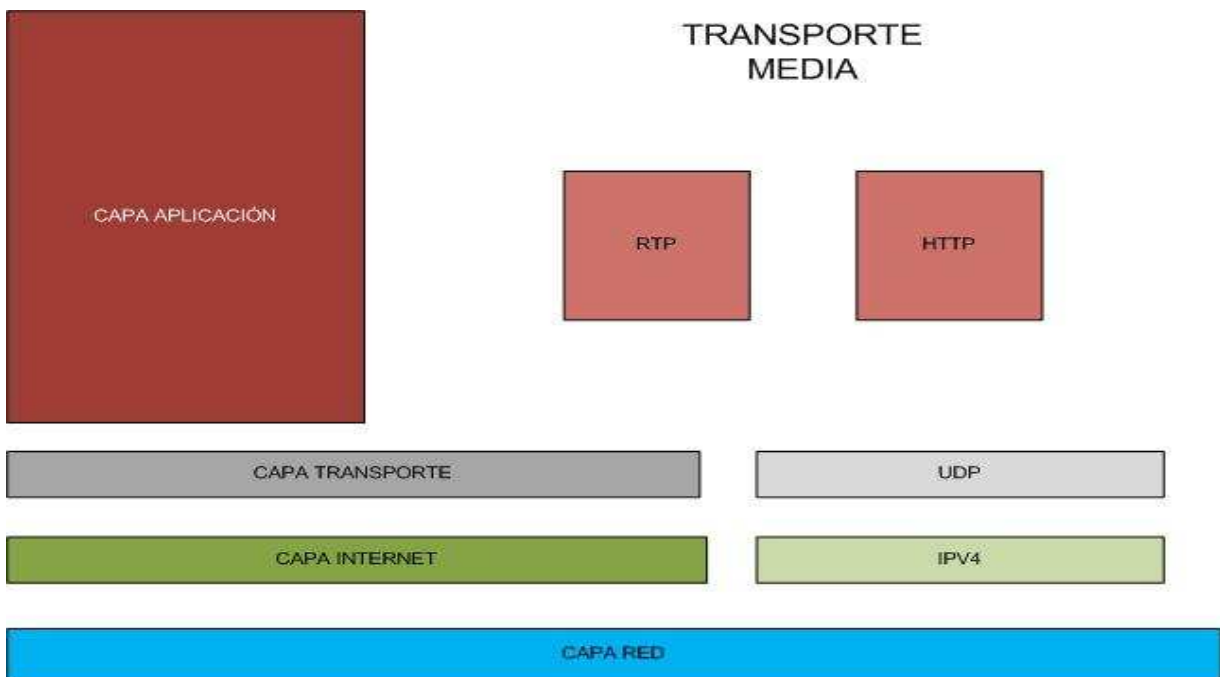 TRANSPORTE
MEDIA
CAPA APLICACIÓN
RTP
HTTP
CAPA TRANSPORTE
UDP
CAPA INTERNET
IPV4
CAPA RED